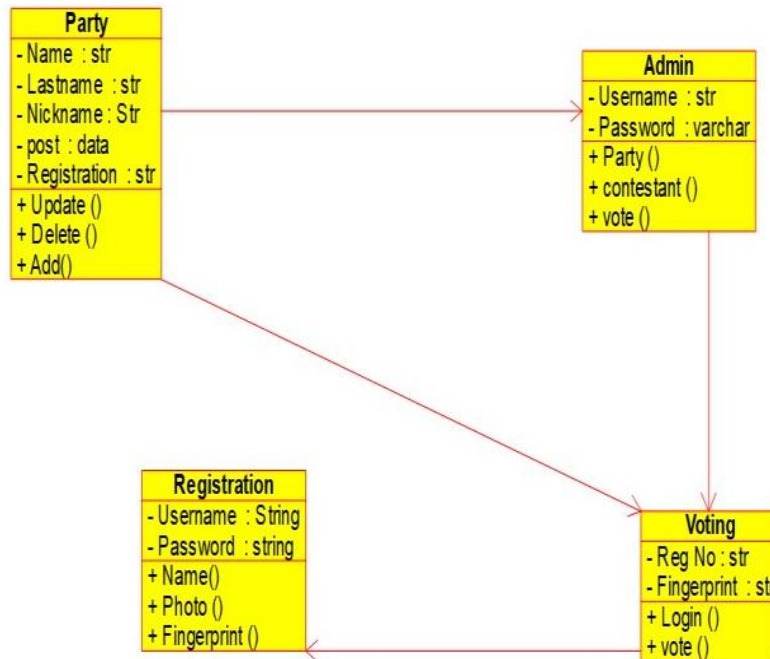 Party
- Name : str
- Lastname : str
- Nickname : Str
- post : data
- Registration : str
+ Update ()
+ Delete ()
+ Add()
Admin
- Username : str
- Password : varchar
+ Party ()
+ contestant ()
+ vote ()
Registration
- Username : String
- Password : string
+ Name()
+ Photo ()
+ Fingerprint ()
Voting
- Reg No : str
- Fingerprint : st
+ Login ()
+ vote ()